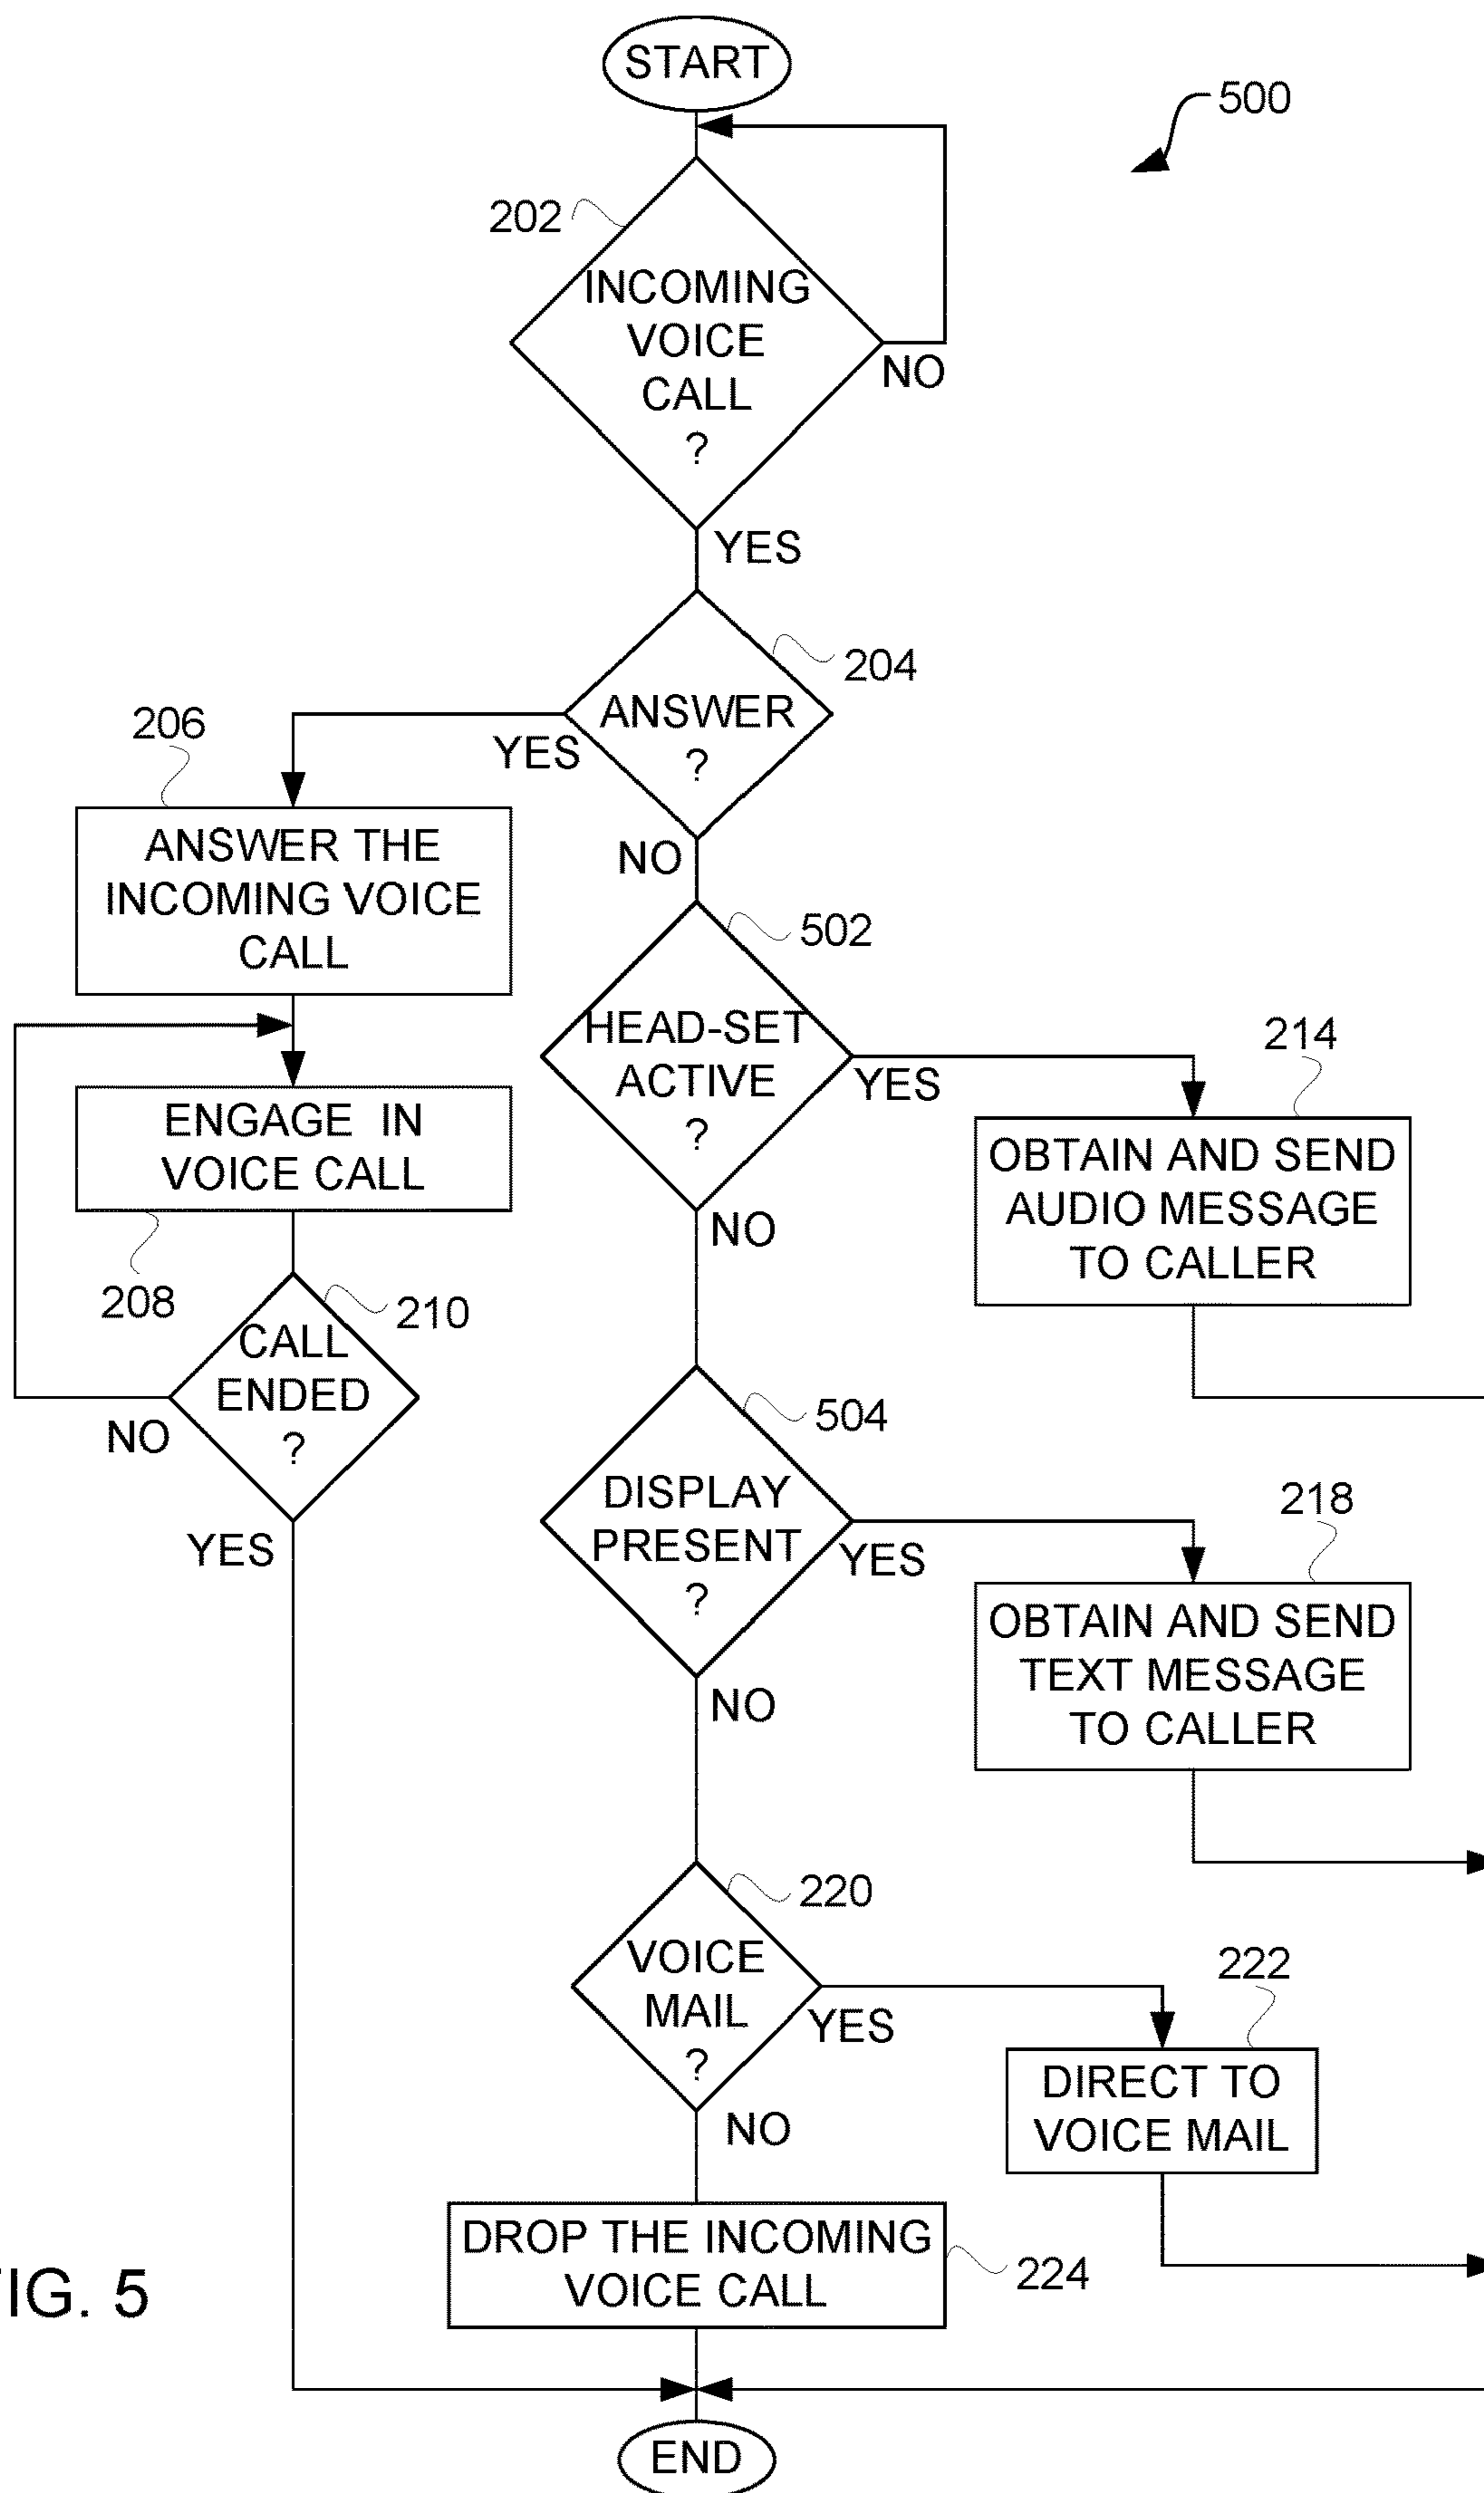 START
500
202
INCOMING
VOICE
CALL
?
NO
YES
204
ANSWER
?
YES
NO
206
ANSWER THE
INCOMING VOICE
CALL
502
HEAD-SET
ACTIVE
?
YES
NO
214
OBTAIN AND SEND
AUDIO MESSAGE
TO CALLER
ENGAGE IN
VOICE CALL
208
210
CALL
ENDED
?
NO
YES
504
DISPLAY
PRESENT
?
YES
NO
218
OBTAIN AND SEND
TEXT MESSAGE
TO CALLER
220
VOICE
MAIL
?
YES
NO
222
DIRECT TO
VOICE MAIL
DROP THE INCOMING
VOICE CALL
224
IG. 5
END